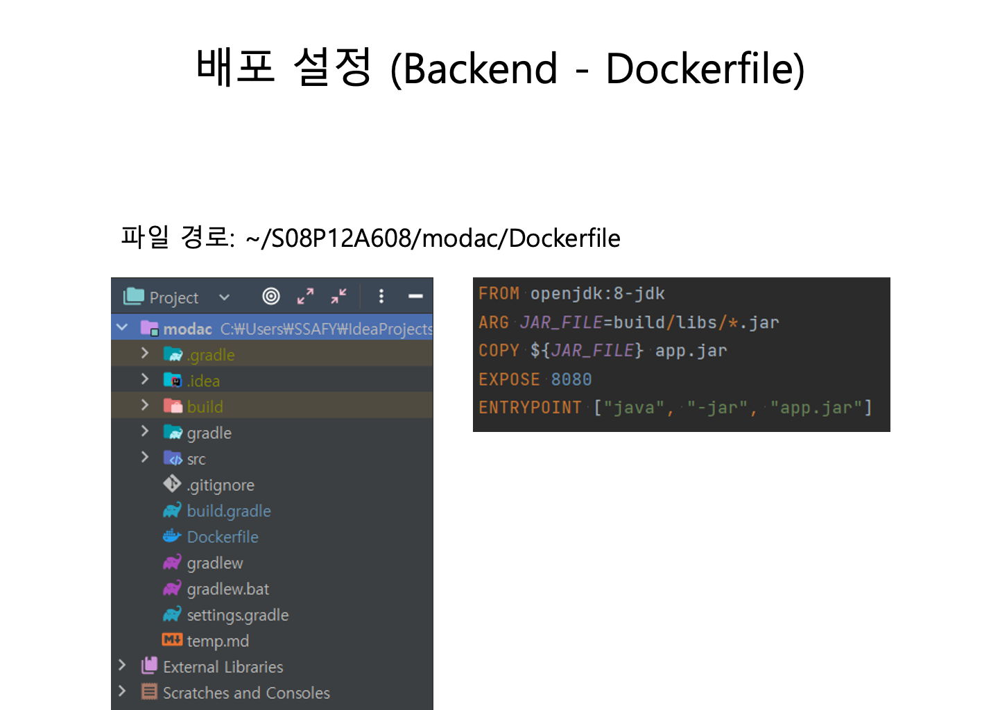 배포 설정 (Backend - Dockerfile)
파일 경로: ~/S08P12A608/modac/Dockerfile
Project
modac C:₩Users₩SSAFY₩IdeaProjects
.gradle
.idea
build
gradle
src
.gitignore
build.gradle
Dockerfile
gradlew
gradlew.bat
settings.gradle
temp.md
External Libraries
Scratches and Consoles
FROM openjdk:8-jdk
ARG JAR_FILE=build/libs/*.jar
COPY ${JAR_FILE} app.jar
EXPOSE 8080
ENTRYPOINT ["java", "-jar", "app.jar"]